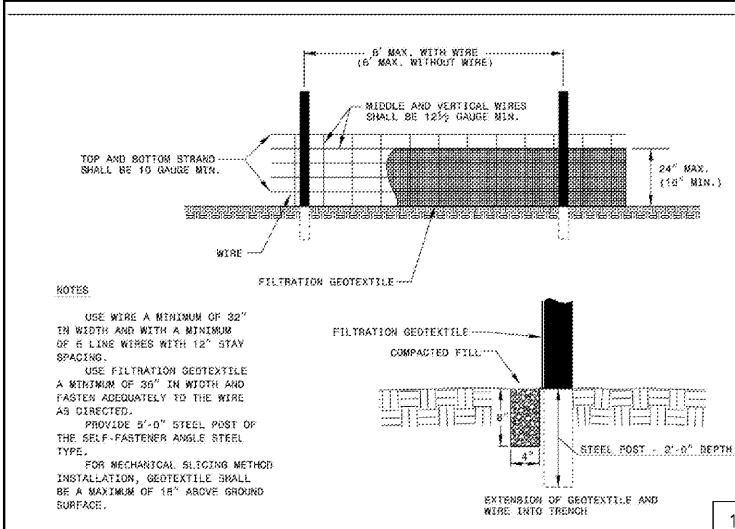 8' MAX. WITH WIRE
(6' MAX. WITHOUT WIRE)
MIDDLE AND VERTICAL WIRES
SHALL BE 12½ GAUGE MIN.
TOP AND BOTTOM STRAND
SHALL BE 10 GAUGE MIN.
24" MAX.
(18" MIN.)
WIRE
FILTRATION GEOTEXTILE
NOTES
USE WIRE A MINIMUM OF 32"
IN WIDTH AND WITH A MINIMUM
OF 6 LINE WIRES WITH 12" STAY
SPACING.
USE FILTRATION GEOTEXTILE
A MINIMUM OF 36" IN WIDTH AND
FASTEN ADEQUATELY TO THE WIRE
AS DIRECTED.
PROVIDE 5'-0" STEEL POST OF
THE SELF-FASTENER ANGLE STEEL
TYPE.
FOR MECHANICAL SLICING METHOD
INSTALLATION, GEOTEXTILE SHALL
BE A MAXIMUM OF 18" ABOVE GROUND
SURFACE.
FILTRATION GEOTEXTILE
COMPACTED FILL
8"
4"
STEEL POST - 2'-0" DEPTH
EXTENSION OF GEOTEXTILE AND
WIRE INTO TRENCH
1